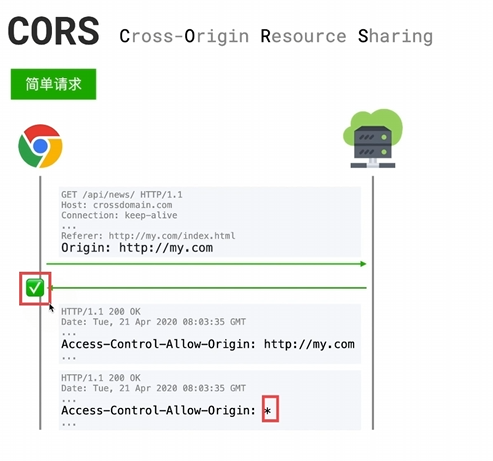 CORS Cross-Origin Resource Sharing
简单请求
GET /api/news/ HTTP/1.1
Host: crossdomain.com
Connection: keep-alive
...
Referer: http://my.com/index.html
Origin: http://my.com
HTTP/1.1 200 OK
Date: Tue, 21 Apr 2020 08:03:35 GMT
...
Access-Control-Allow-Origin: http://my.com
...
HTTP/1.1 200 OK
Date: Tue, 21 Apr 2020 08:03:35 GMT
...
Access-Control-Allow-Origin: *
...